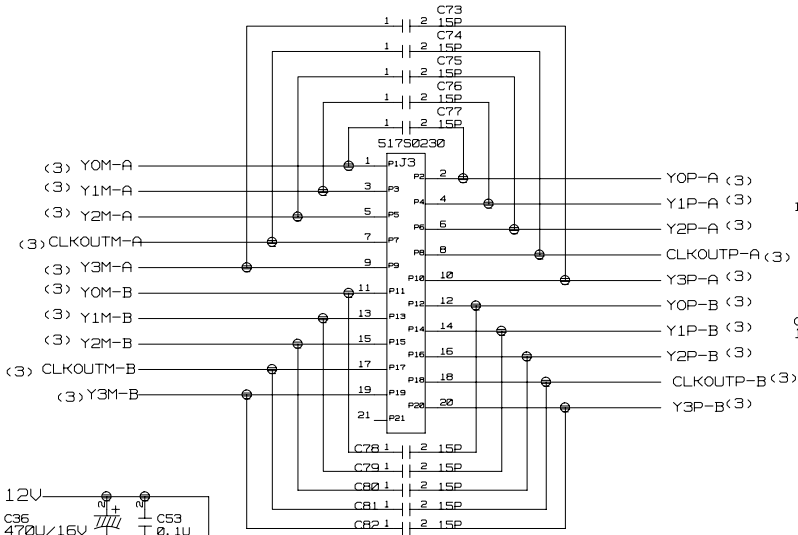 C73
1 2 15P
C74
1 2 15P
C75
1 2 15P
C76
1 2 15P
C77
1 2 15P
517S0230
J3
(3) Y0M-A 1 P1
P2 2 Y0P-A (3)
(3) Y1M-A 3 P3
P4 4 Y1P-A (3)
(3) Y2M-A 5 P5
P6 6 Y2P-A (3)
(3) CLKOUTM-A 7 P7
P8 8 CLKOUTP-A (3)
(3) Y3M-A 9 P9
P10 10 Y3P-A (3)
(3) Y0M-B 11 P11
P12 12 Y0P-B (3)
(3) Y1M-B 13 P13
P14 14 Y1P-B (3)
(3) Y2M-B 15 P15
P16 16 Y2P-B (3)
(3) CLKOUTM-B 17 P17
P18 18 CLKOUTP-B (3)
(3) Y3M-B 19 P19
P20 20 Y3P-B (3)
21 P21
C78 1 2 15P
C79 1 2 15P
C80 1 2 15P
C81 1 2 15P
C82 1 2 15P
12V
2 + 2
C36 C53
470U/16V 0.1U